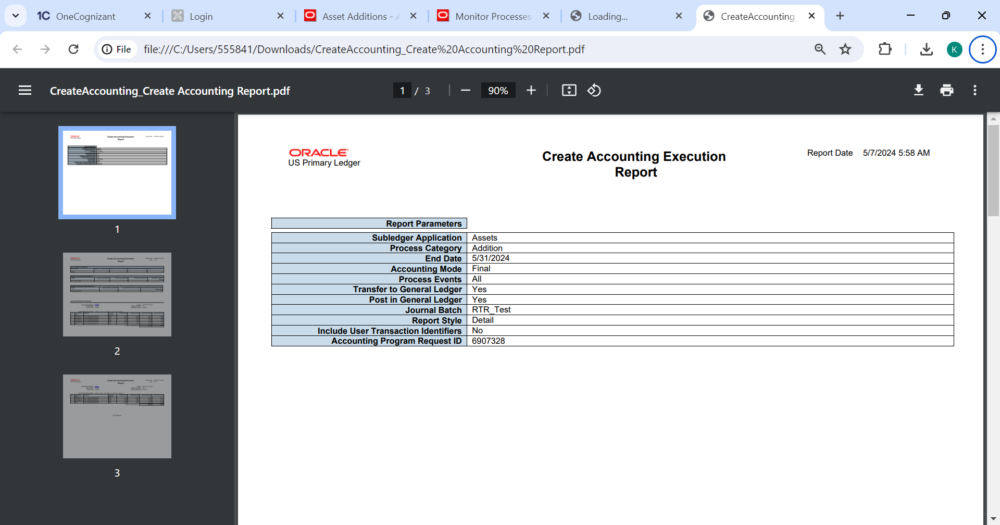 1C OneCognizant
Login
Asset Additions - A
Monitor Processes
Loading...
CreateAccounting_
File file:///C:/Users/555841/Downloads/CreateAccounting_Create%20Accounting%20Report.pdf
K
CreateAccounting_Create Accounting Report.pdf
1 / 3
90%
ORACLE
US Primary Ledger
Create Accounting Execution
Report
Report Date 5/7/2024 5:58 AM
Report Parameters
Subledger Application Assets
Process Category Addition
End Date 5/31/2024
Accounting Mode Final
Process Events All
Transfer to General Ledger Yes
Post in General Ledger Yes
Journal Batch RTR_Test
Report Style Detail
Include User Transaction Identifiers No
Accounting Program Request ID 6907328
1
2
3